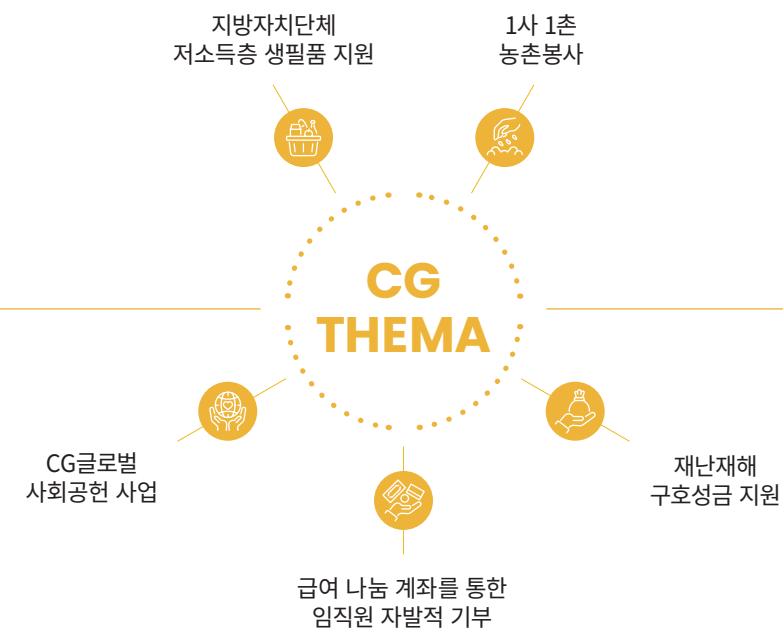 지방자치단체
저소득층 생필품 지원
1사 1촌
농촌봉사
CG
THEMA
CG글로벌
사회공헌 사업
재난재해
구호성금 지원
급여 나눔 계좌를 통한
임직원 자발적 기부